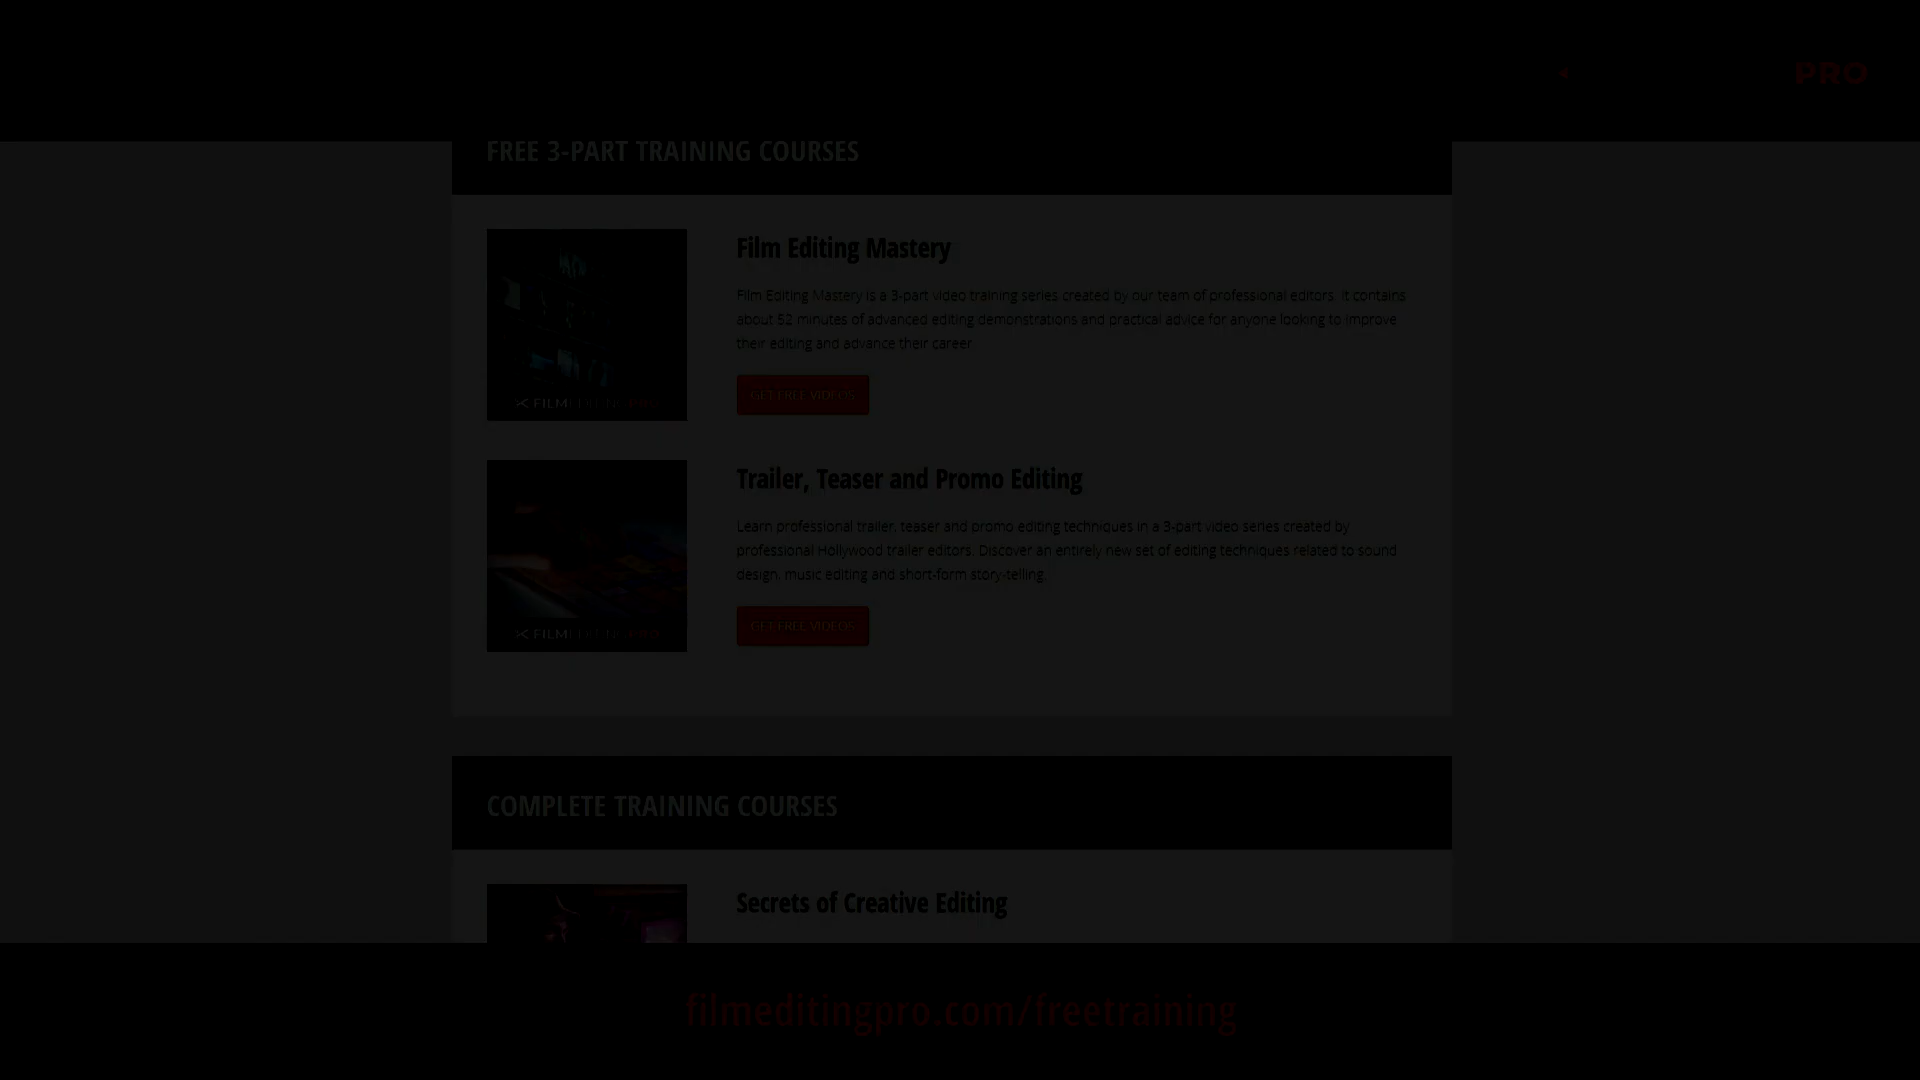 PRO
FREE 3-PART TRAINING COURSES
Film Editing Mastery
Film Editing Mastery is a 3-part video training series created by our team of professional editors. It contains
about 52 minutes of advanced editing demonstrations and practical advice for anyone looking to improve
their editing and advance their career
GET FREE VIDEOS
FILMEDITINGPRO
Trailer, Teaser and Promo Editing
Learn professional trailer, teaser and promo editing techniques in a 3-part video series created by
professional Hollywood trailer editors. Discover an entirely new set of editing techniques related to sound
design, music editing and short-form story-telling.
GET FREE VIDEOS
FILMEDITINGPRO
COMPLETE TRAINING COURSES
Secrets of Creative Editing
filmeditingpro.com/freetraining